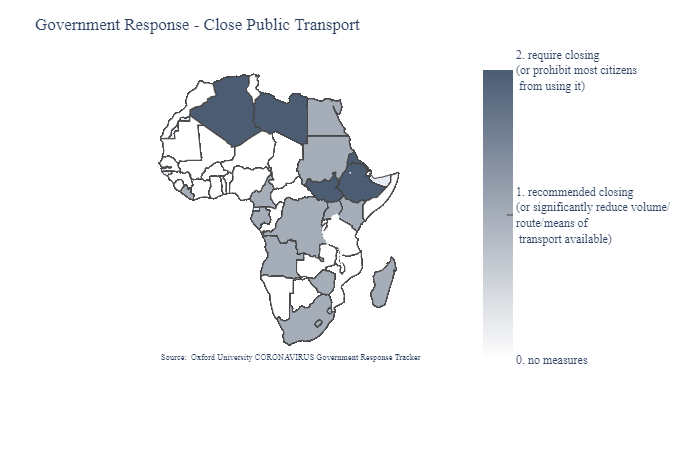 Government Response - Close Public Transport
2. require closing
(or prohibit most citizens
from using it)
1. recommended closing
(or significantly reduce volume/
route/means of
transport available)
0. no measures
Source: Oxford University CORONAVIRUS Government Response Tracker